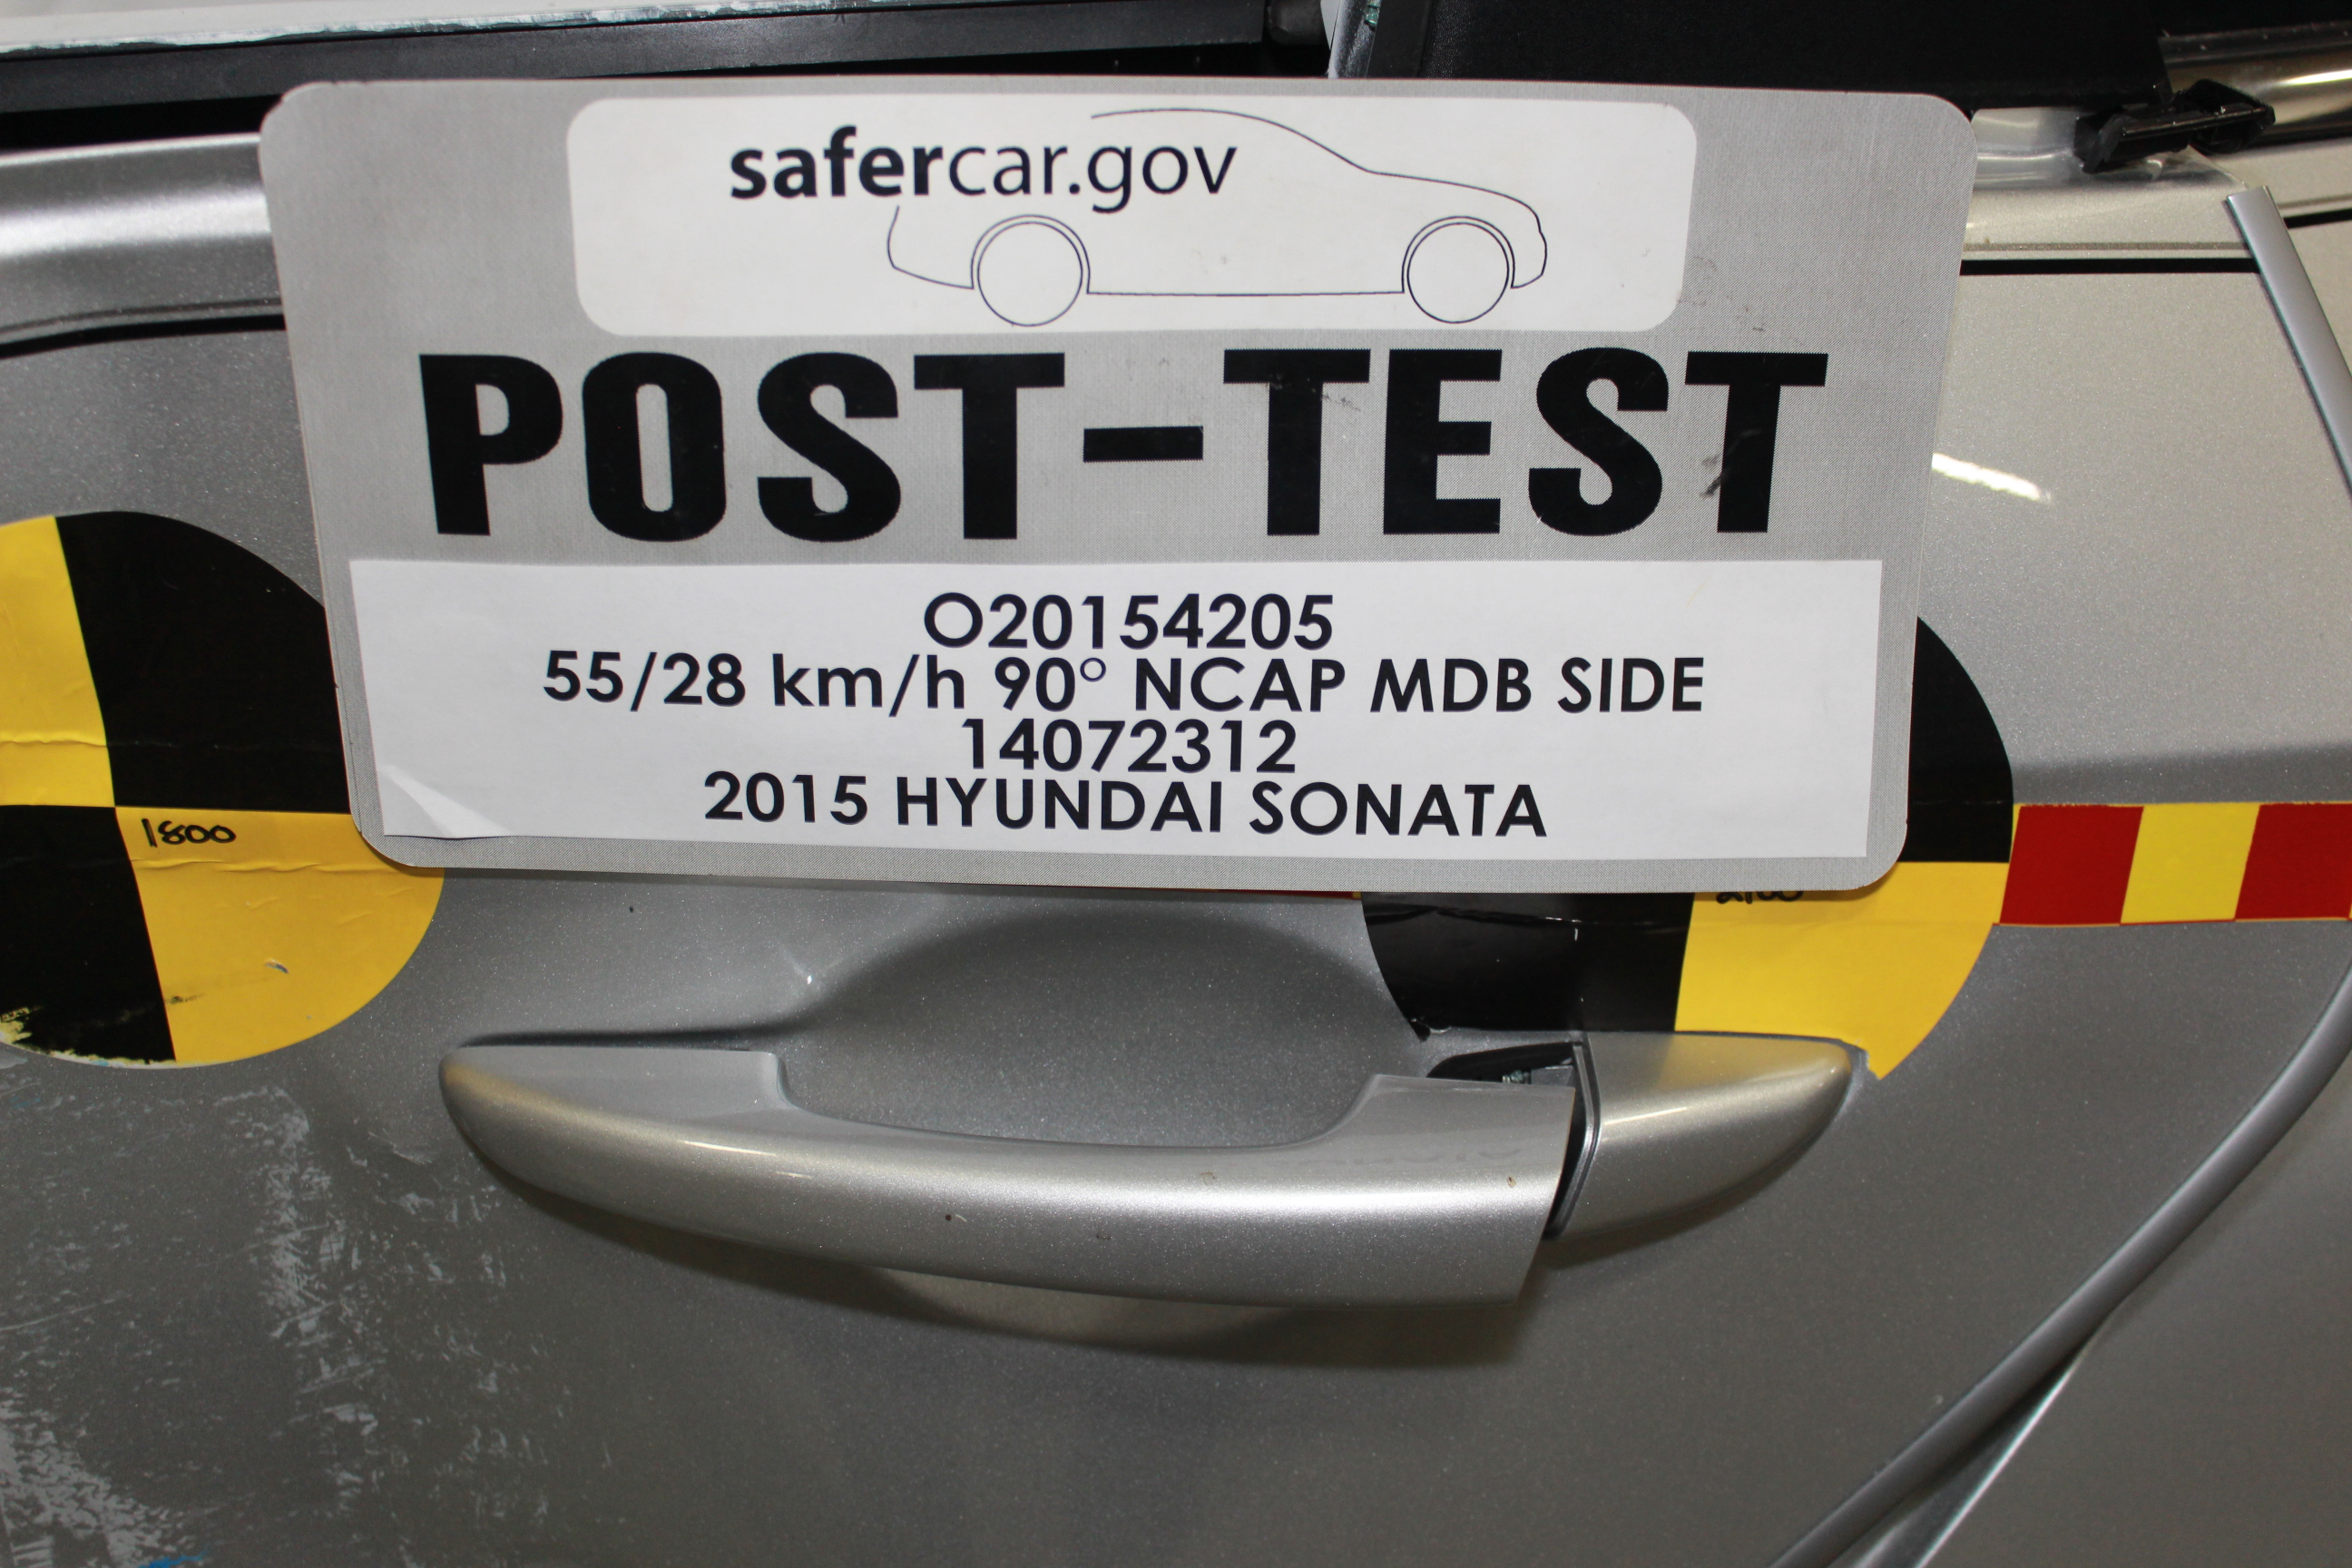 safercar.gov
POST-TEST
O20154205
55/28 km/h 90° NCAP MDB SIDE
14072312
2015 HYUNDAI SONATA
1800